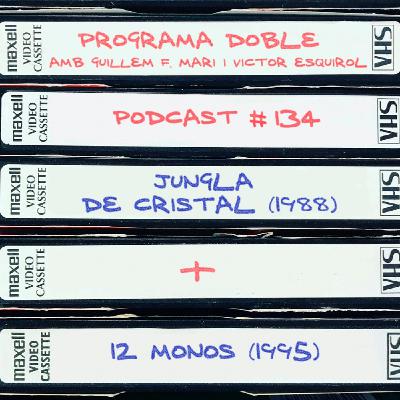 maxell
VIDEO
CASSETTE
PROGRAMA DOBLE
AMB GUILLEM F. MARI I VICTOR ESQUIROL
VHS
maxell
VIDEO
CASSETTE
PODCAST #134
VHS
maxell
VIDEO
CASSETTE
JUNGLA
DE CRISTAL (1988)
VHS
maxell
VIDEO
CASSETTE
+
VHS
maxell
VIDEO
CASSETTE
12 MONOS (1995)
VHS